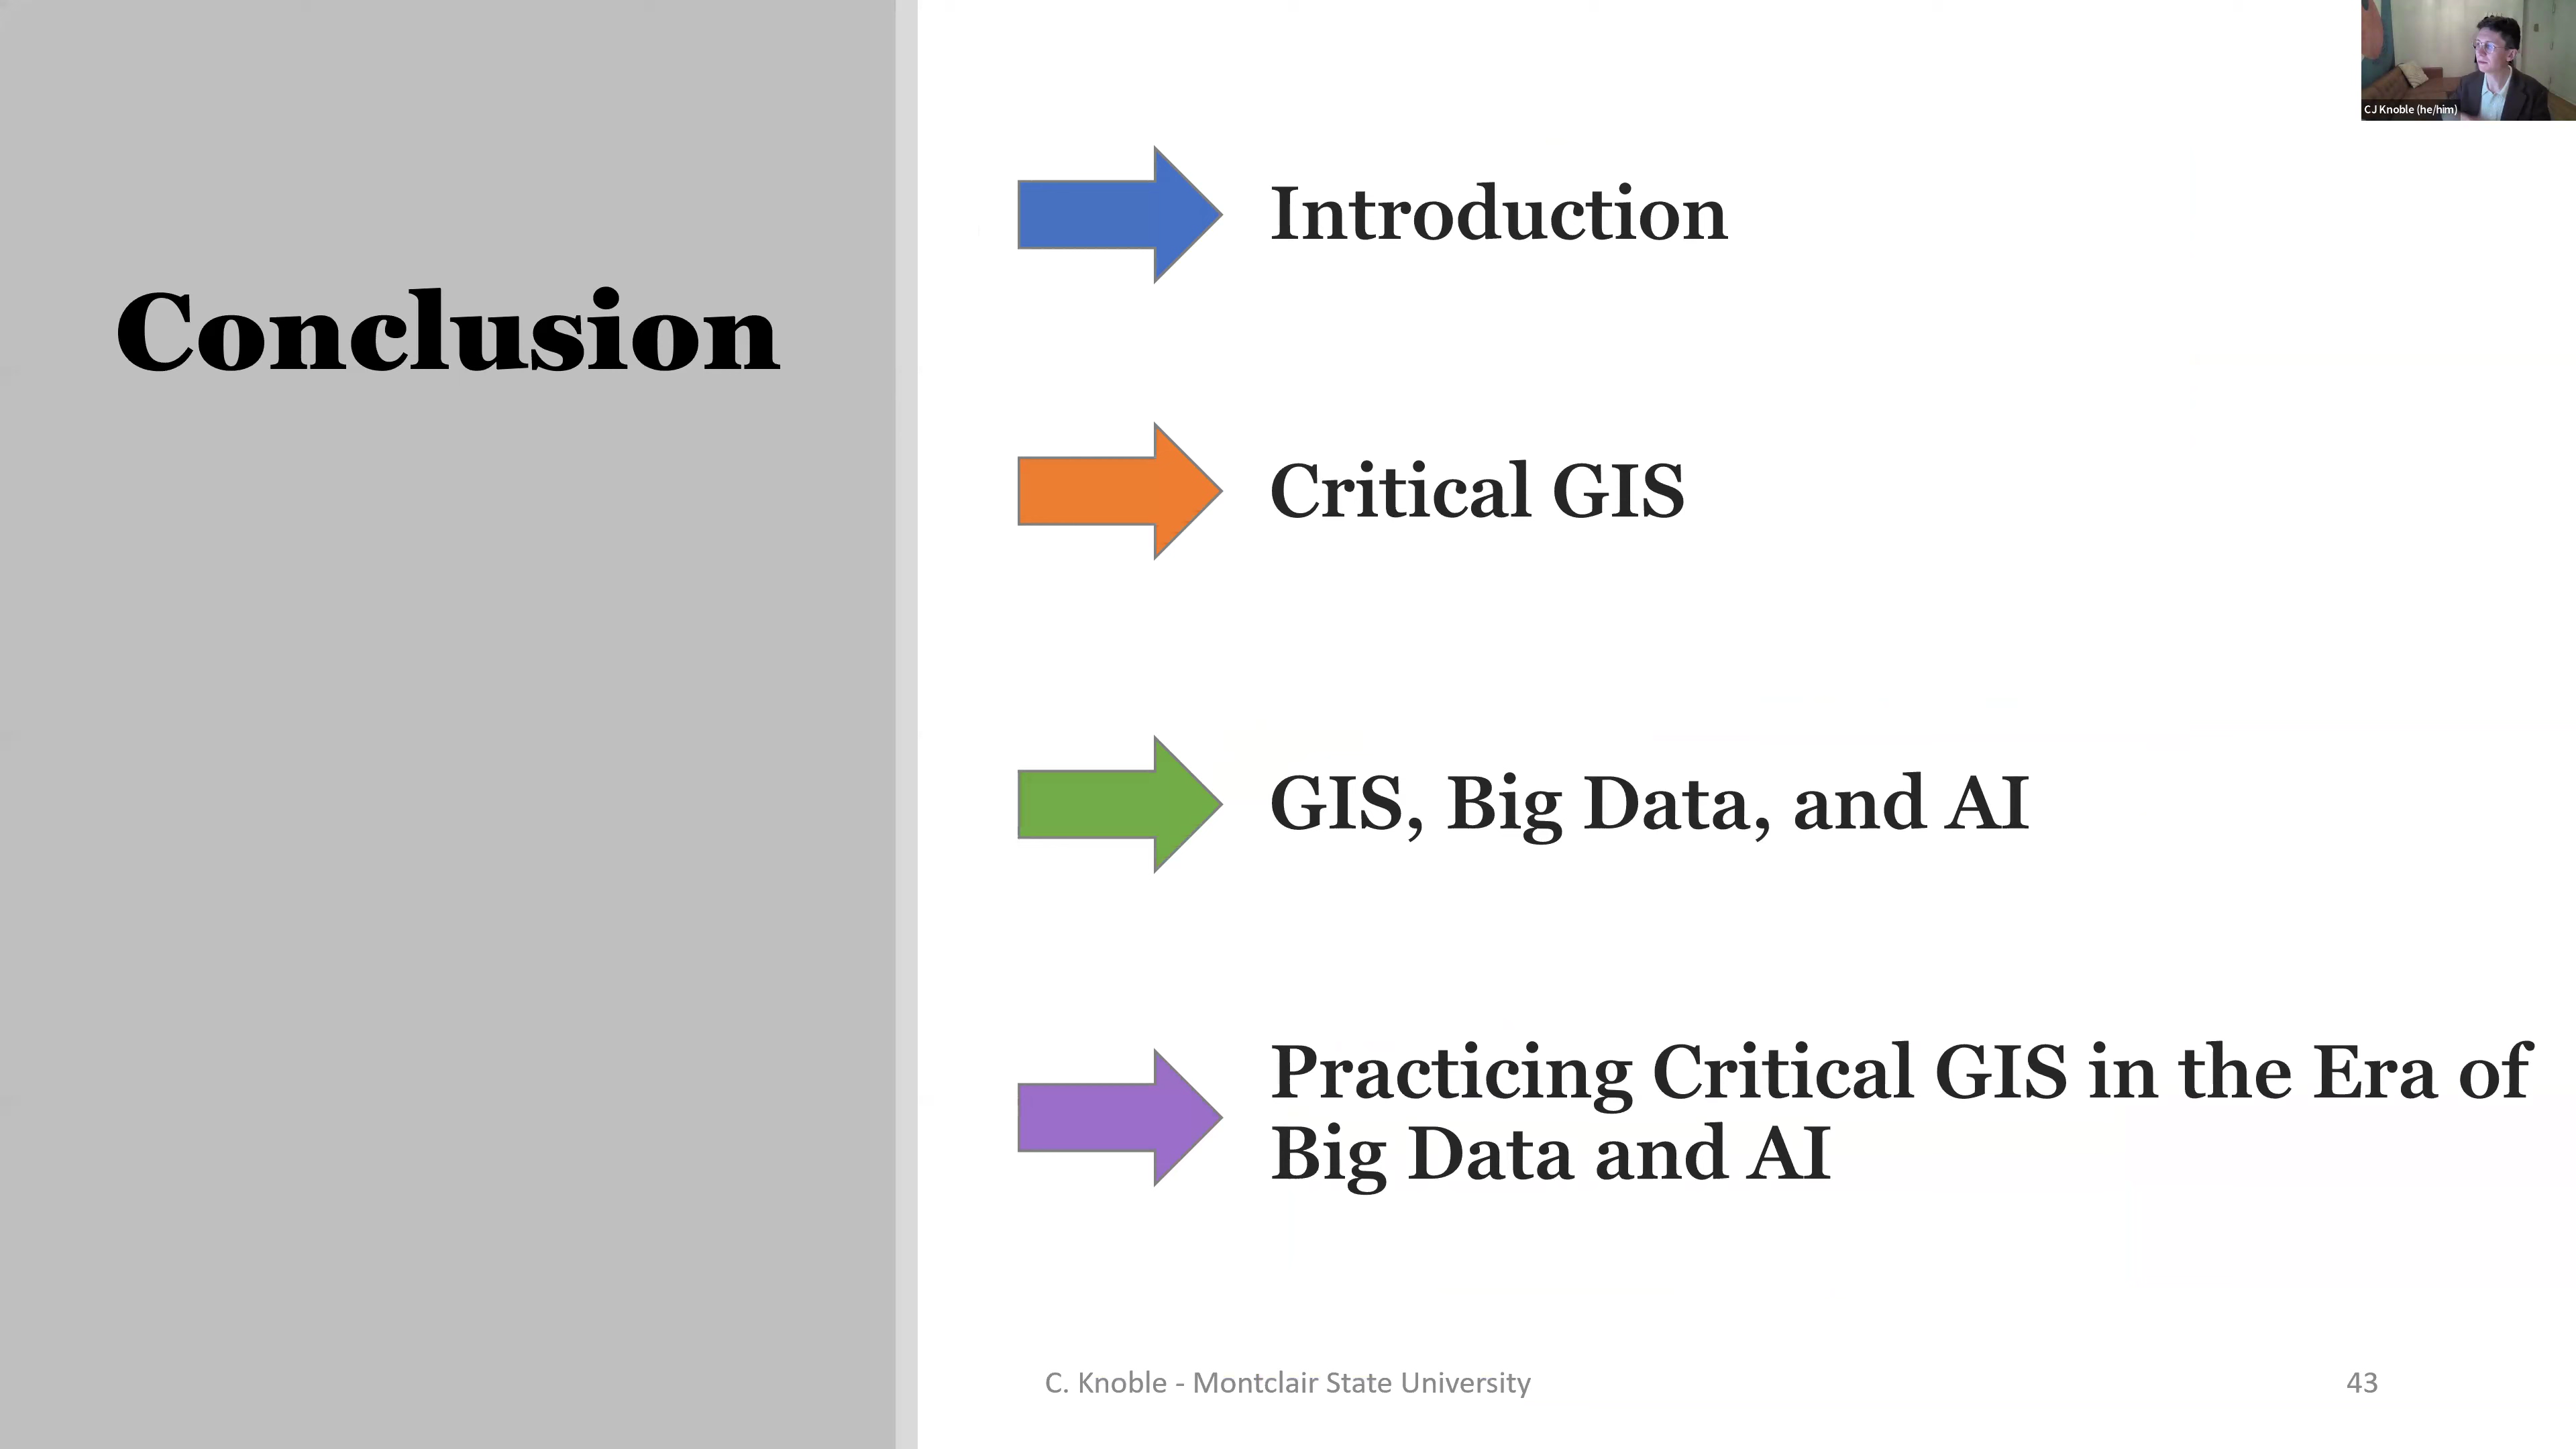 Conclusion
Introduction
Critical GIS
GIS, Big Data, and AI
Practicing Critical GIS in the Era of
Big Data and AI
C. Knoble - Montclair State University
43
CJ Knoble (he/him)